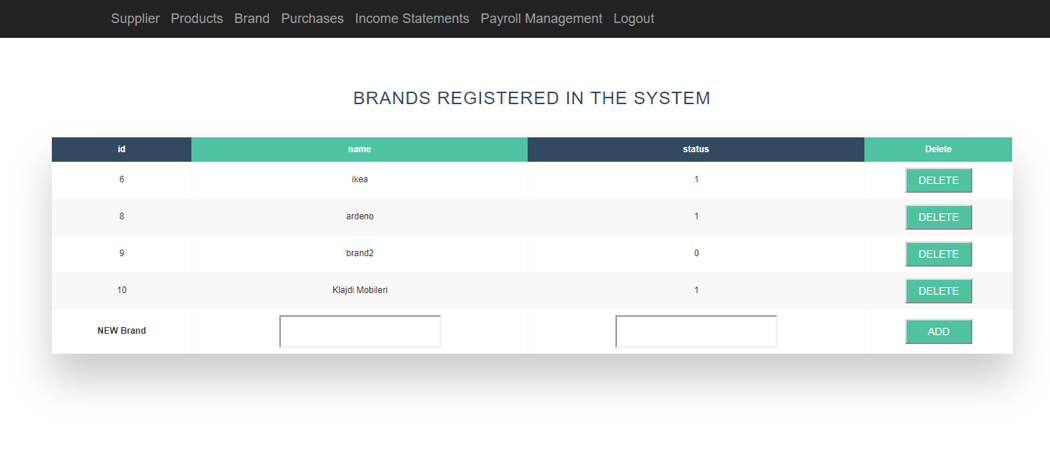 Supplier Products Brand Purchases Income Statements Payroll Management Logout
BRANDS REGISTERED IN THE SYSTEM
id name status Delete
6 ikea 1 DELETE
8 ardeno 1 DELETE
9 brand2 0 DELETE
10 Klajdi Mobileri 1 DELETE
NEW Brand ADD